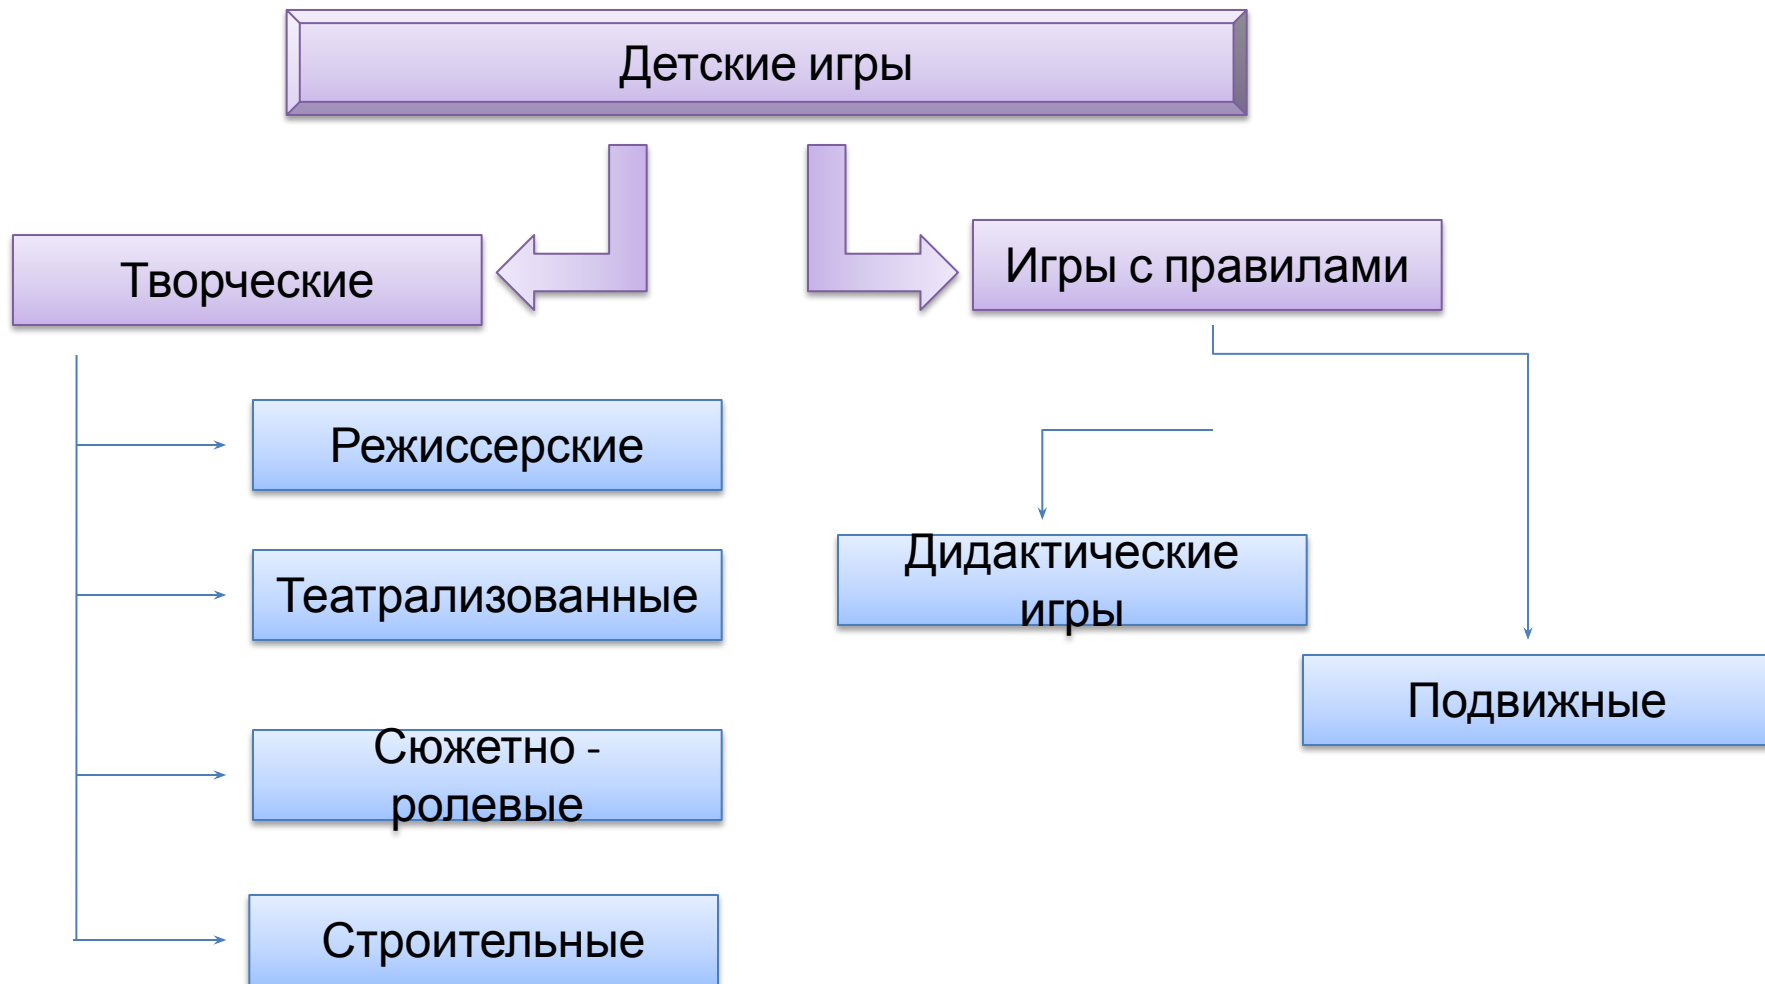 Детские игры
Творческие
Игры с правилами
Режиссерские
Театрализованные
Сюжетно -
ролевые
Строительные
Дидактические
игры
Подвижные